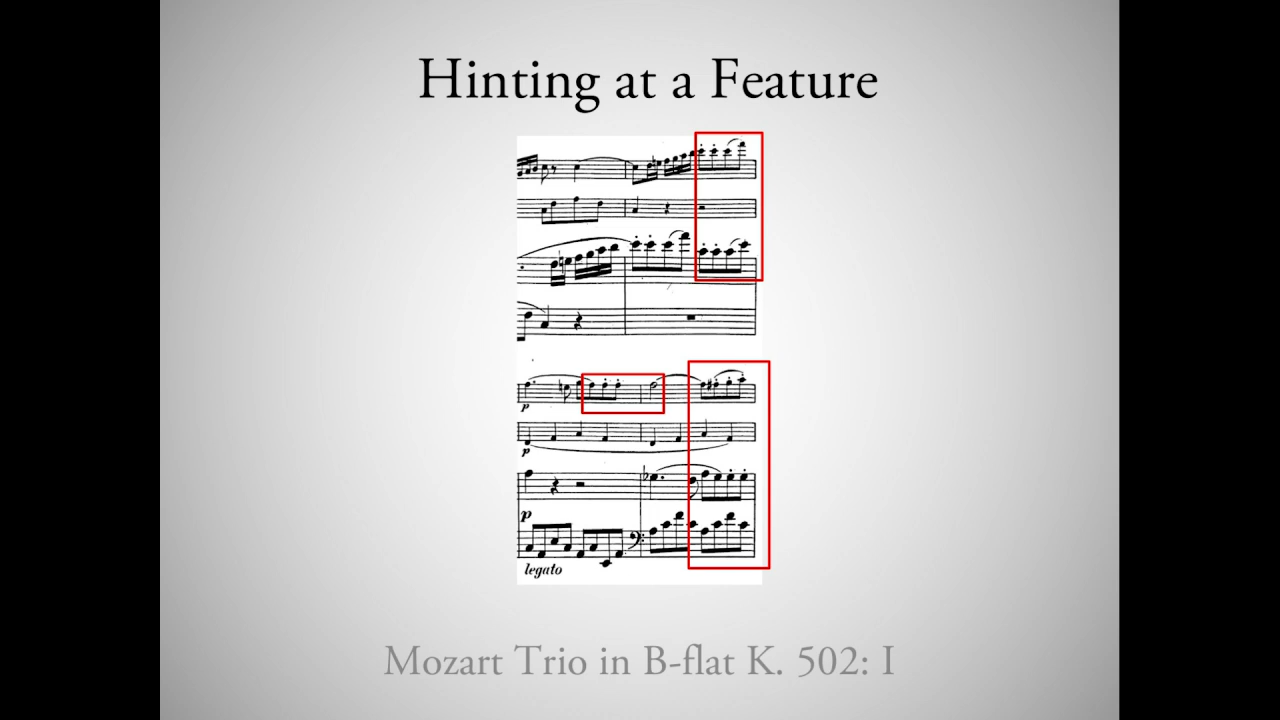 Hinting at a Feature
p
p
p
legato
Mozart Trio in B-flat K. 502: I